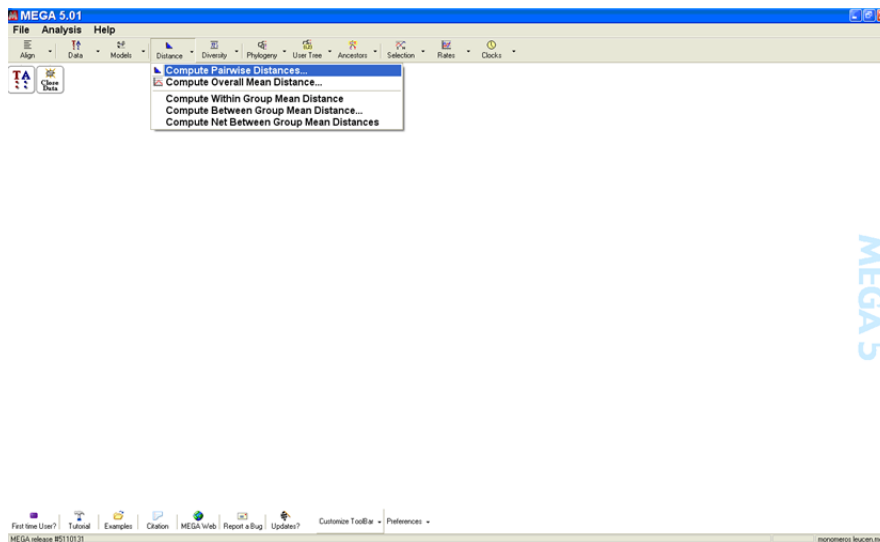 MEGA 5.01
File Analysis Help
Align Data Models Distance Diversity Phylogeny User Tree Ancestors Selection Rates Clocks
TA Close Data
Compute Pairwise Distances...
Compute Overall Mean Distance...
Compute Within Group Mean Distance
Compute Between Group Mean Distance...
Compute Net Between Group Mean Distances
MEGA 5
First time User? Tutorial Examples Citation MEGA Web Report a Bug Updates? Customize ToolBar Preferences
MEGA release #5110131 monomeros leucen.me